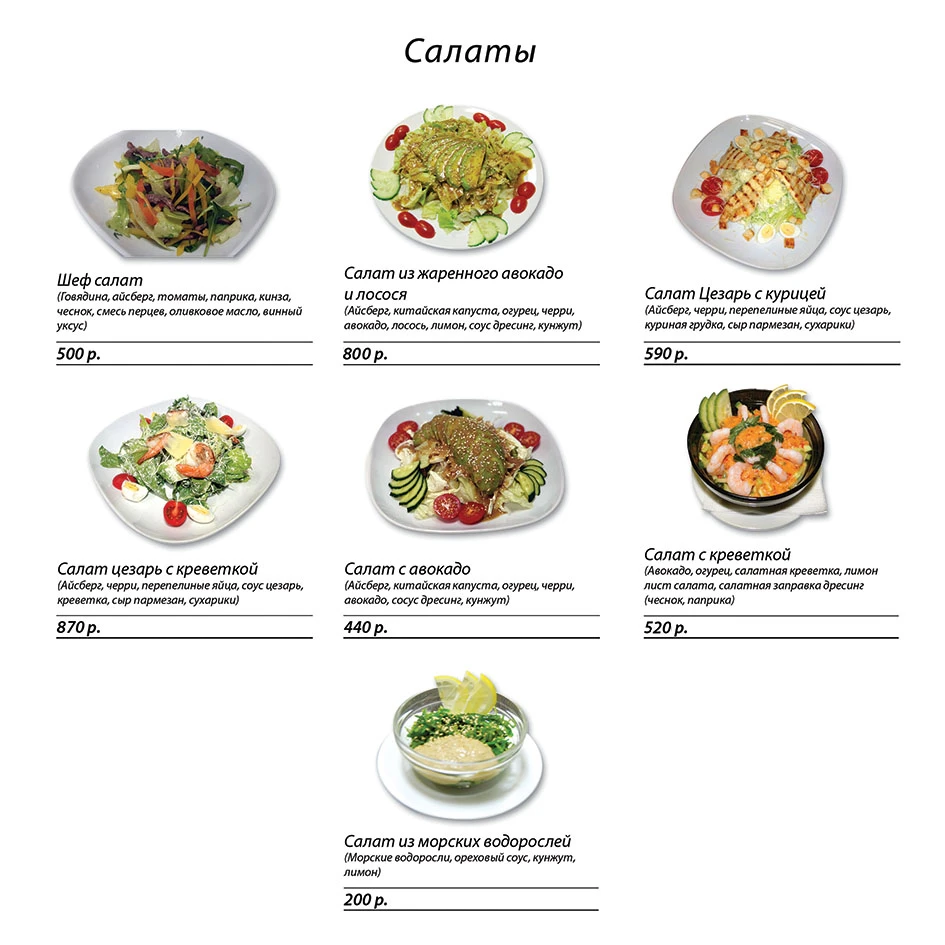 Салаты
Шеф салат
(Говядина, айсберг, томаты, паприка, кинза,
чеснок, смесь перцев, оливковое масло, винный
уксус)
500 р.
Салат из жаренного авокадо
и лосося
(Айсберг, китайская капуста, огурец, черри,
авокадо, лосось, лимон, соус дресинг, кунжут)
800 р.
Салат Цезарь с курицей
(Айсберг, черри, перепелиные яйца, соус цезарь,
куриная грудка, сыр пармезан, сухарики)
590 р.
Салат цезарь с креветкой
(Айсберг, черри, перепелиные яйца, соус цезарь,
креветка, сыр пармезан, сухарики)
870 р.
Салат с авокадо
(Айсберг, китайская капуста, огурец, черри,
авокадо, сосус дресинг, кунжут)
440 р.
Салат с креветкой
(Авокадо, огурец, салатная креветка, лимон
лист салата, салатная заправка дресинг
(чеснок, паприка)
520 р.
Салат из морских водорослей
(Морские водоросли, ореховый соус, кунжут,
лимон)
200 р.